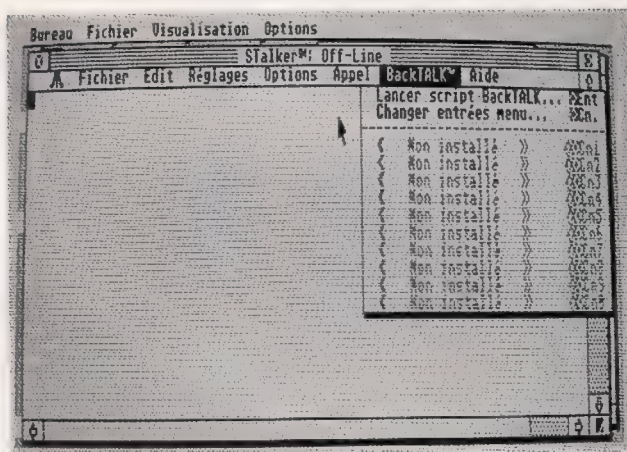 Bureau Fichier Visualisation Options
STalker™: Off-Line
Fichier Edit Réglages Options Appel BackTALK™ Aide
Lancer script BackTALK...
Changer entrées menu...
« Non installé »
« Non installé »
« Non installé »
« Non installé »
« Non installé »
« Non installé »
« Non installé »
« Non installé »
« Non installé »
« Non installé »